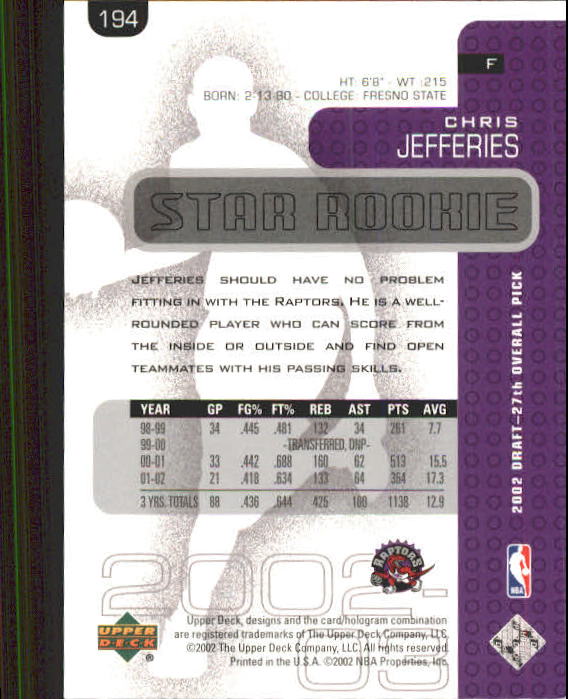 194
F
HT: 6'8" - WT :215
BORN: 2-13-80 - COLLEGE: FRESNO STATE
CHRIS
JEFFERIES
STAR ROOKIE
JEFFERIES SHOULD HAVE NO PROBLEM
FITTING IN WITH THE RAPTORS. HE IS A WELL-
ROUNDED PLAYER WHO CAN SCORE FROM
THE INSIDE OR OUTSIDE AND FIND OPEN
TEAMMATES WITH HIS PASSING SKILLS.
YEAR GP FG% FT% REB AST PTS AVG
98-99 34 .445 .481 132 34 261 7.7
99-00 -TRANSFERRED, DNP-
00-01 33 .442 .688 160 62 513 15.5
01-02 21 .418 .634 133 64 364 17.3
3 YRS. TOTALS 88 .436 .644 425 160 1138 12.9
2002 DRAFT–27th OVERALL PICK
2002-03
RAPTORS
NBA
UPPER DECK ®
Upper Deck, designs and the card/hologram combination
are registered trademarks of The Upper Deck Company, LLC.
©2002 The Upper Deck Company, LLC. All rights reserved.
Printed in the U.S.A. ©2002 NBA Properties, Inc.